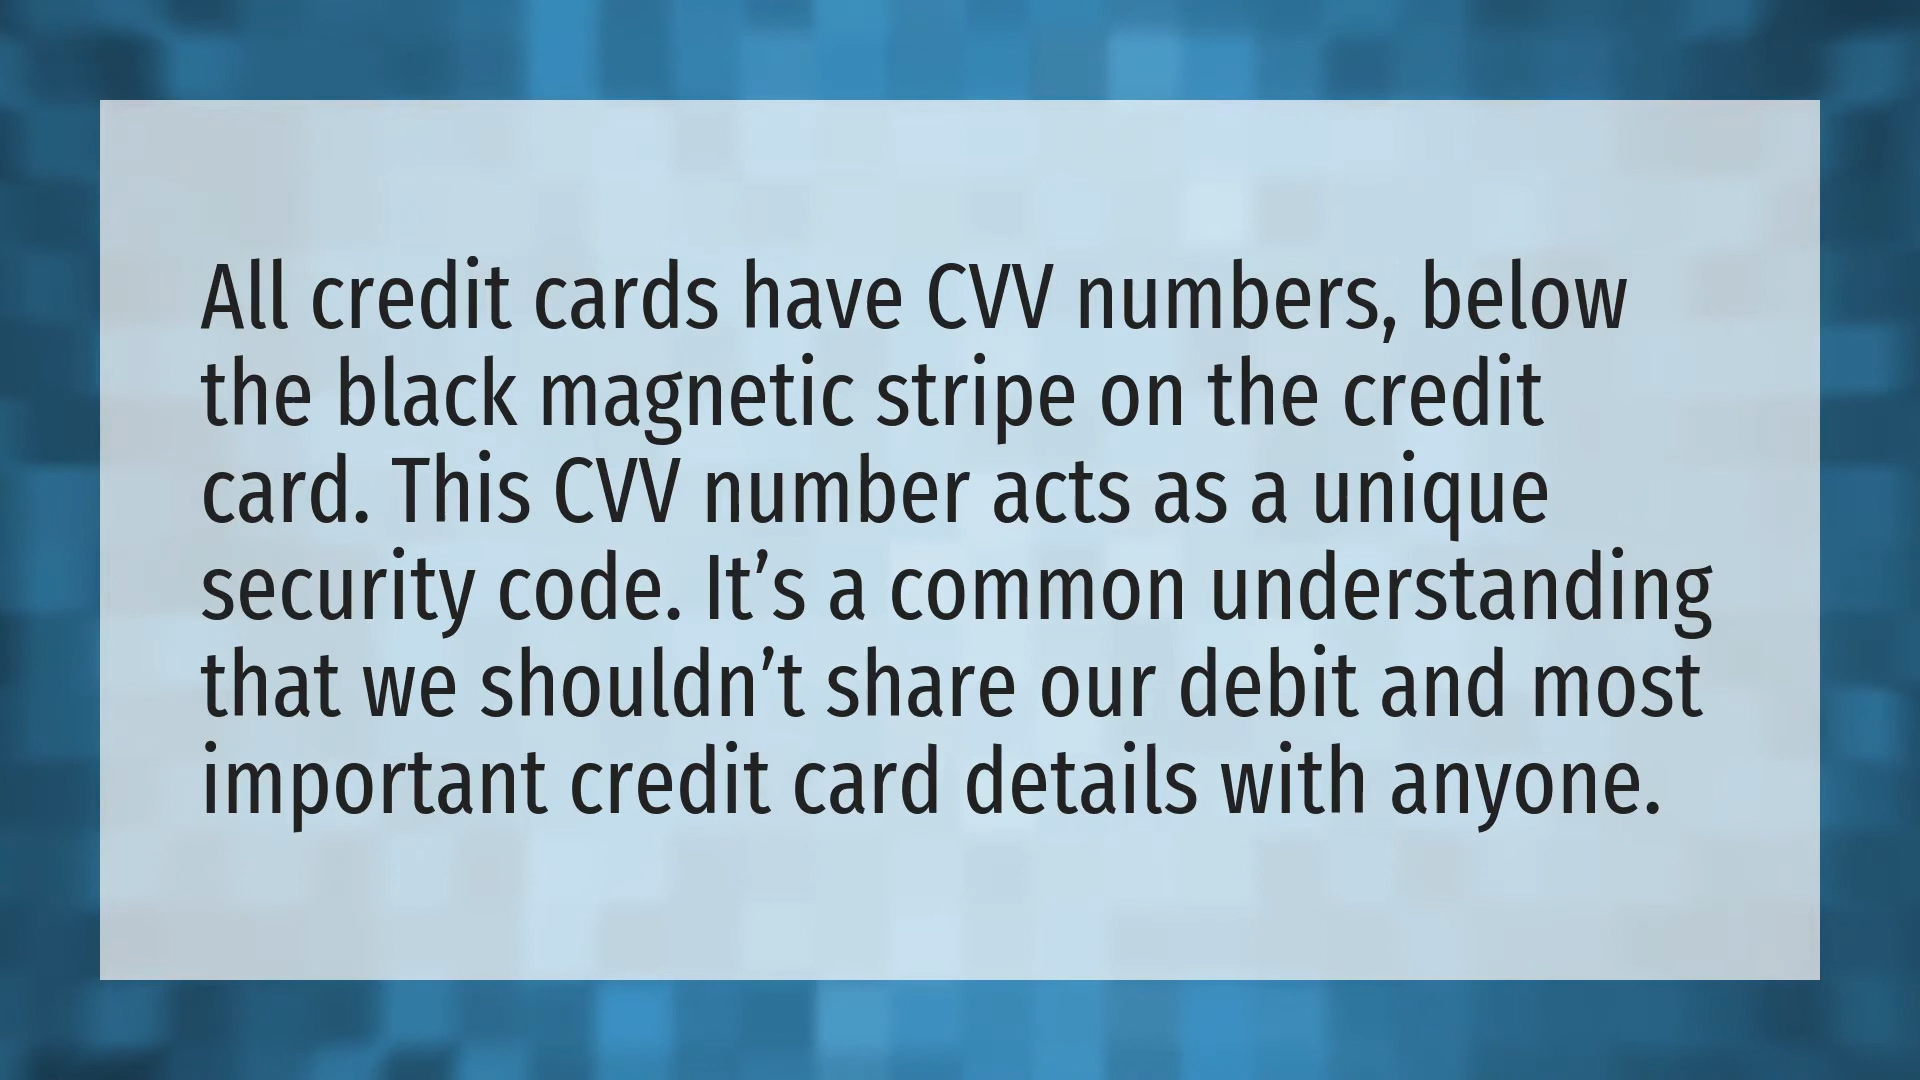 All credit cards have CVV numbers, below
the black magnetic stripe on the credit
card. This CVV number acts as a unique
security code. It’s a common understanding
that we shouldn’t share our debit and most
important credit card details with anyone.